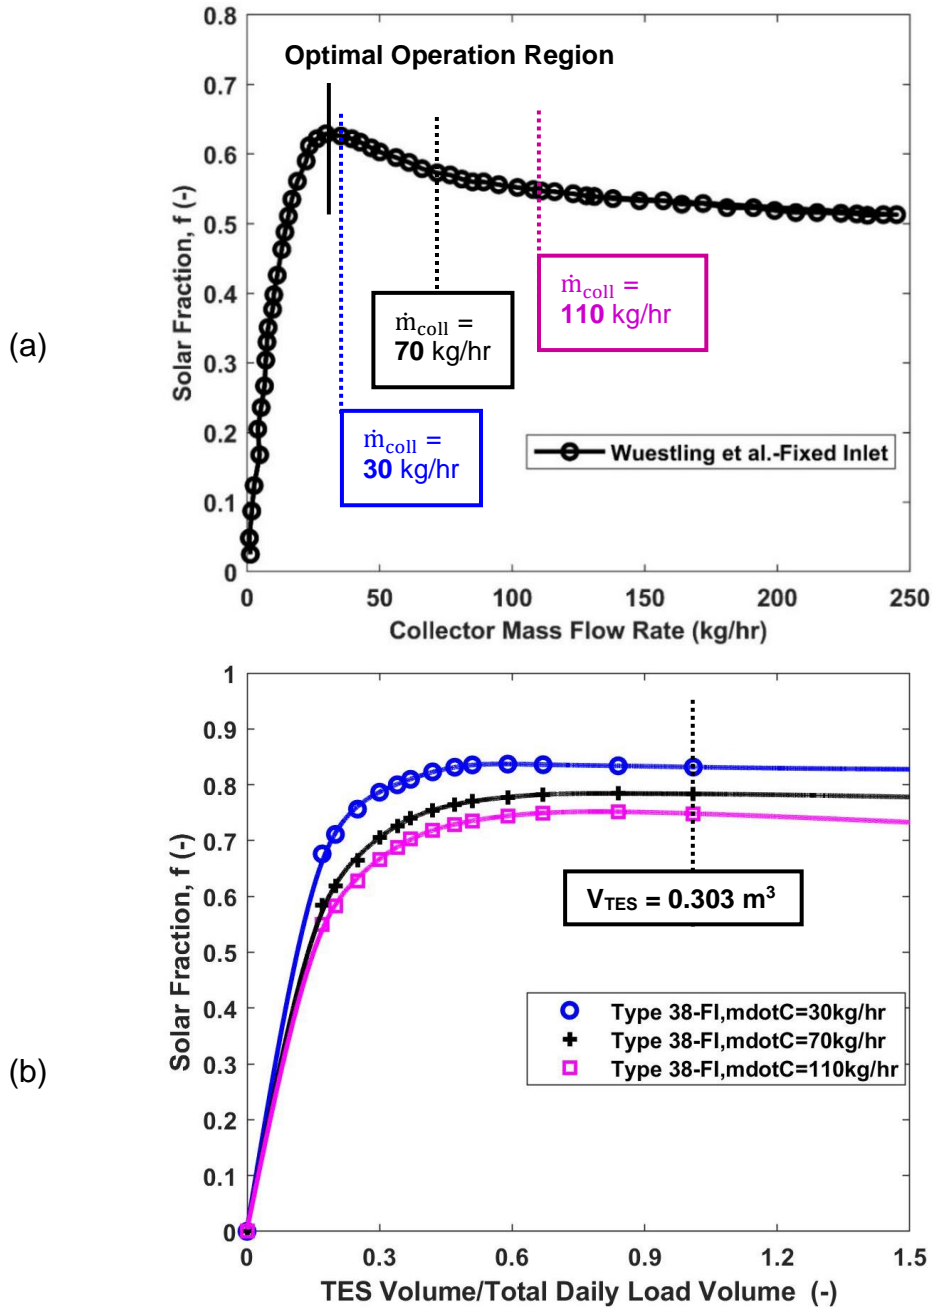 (a)
0.8
0.7
0.6
0.5
0.4
0.3
0.2
0.1
0
Solar Fraction, f (-)
Optimal Operation Region
ṁcoll =
110 kg/hr
ṁcoll =
70 kg/hr
ṁcoll =
30 kg/hr
Wuestling et al.-Fixed Inlet
0 50 100 150 200 250
Collector Mass Flow Rate (kg/hr)
(b)
1
0.9
0.8
0.7
0.6
0.5
0.4
0.3
0.2
0.1
0
Solar Fraction, f (-)
VTES = 0.303 m³
Type 38-FI,mdotC=30kg/hr
Type 38-FI,mdotC=70kg/hr
Type 38-FI,mdotC=110kg/hr
0 0.3 0.6 0.9 1.2 1.5
TES Volume/Total Daily Load Volume (-)